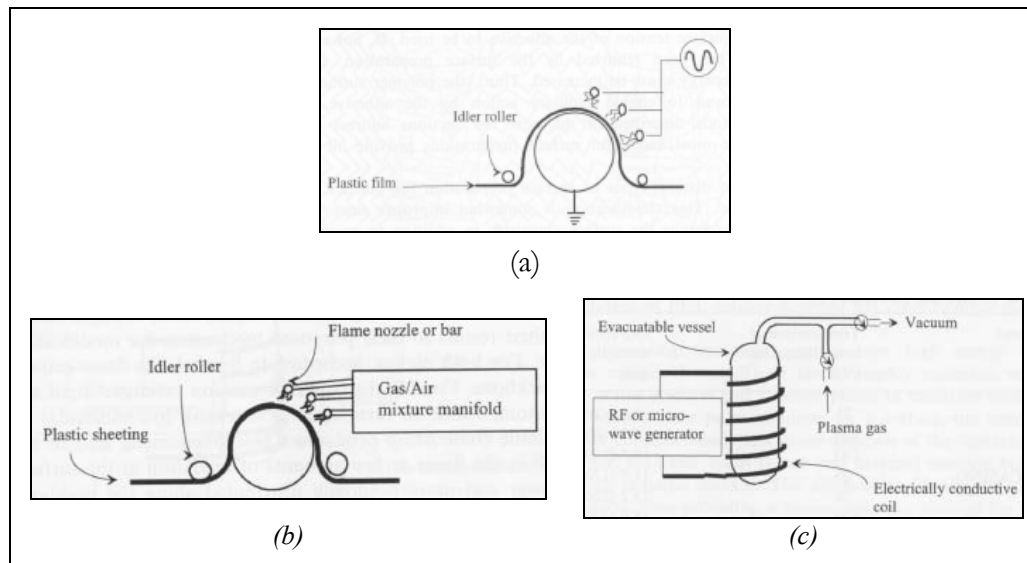 Idler roller
Plastic film
(a)
Flame nozzle or bar
Idler roller
Gas/Air
mixture manifold
Plastic sheeting
(b)
Evacuatable vessel
Vacuum
RF or micro-
wave generator
Plasma gas
Electrically conductive
coil
(c)